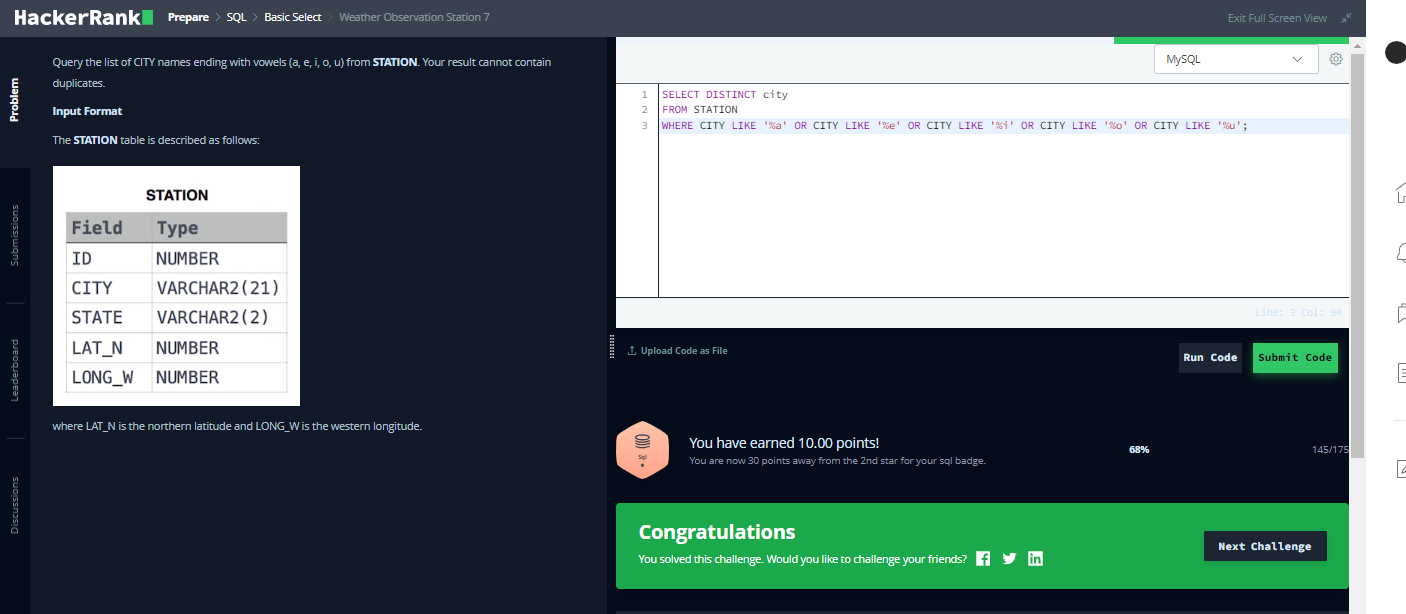 HackerRank
Prepare > SQL > Basic Select > Weather Observation Station 7
Exit Full Screen View
Problem
Submissions
Leaderboard
Discussions
Query the list of CITY names ending with vowels (a, e, i, o, u) from STATION. Your result cannot contain
duplicates.
Input Format
The STATION table is described as follows:
STATION
Field Type
ID NUMBER
CITY VARCHAR2(21)
STATE VARCHAR2(2)
LAT_N NUMBER
LONG_W NUMBER
where LAT_N is the northern latitude and LONG_W is the western longitude.
MySQL
1 SELECT DISTINCT city
2 FROM STATION
3 WHERE CITY LIKE '%a' OR CITY LIKE '%e' OR CITY LIKE '%i' OR CITY LIKE '%o' OR CITY LIKE '%u';
Line: 3 Col: 94
Upload Code as File
Run Code
Submit Code
Sql
You have earned 10.00 points!
You are now 30 points away from the 2nd star for your sql badge.
68%
145/175
Congratulations
You solved this challenge. Would you like to challenge your friends?
Next Challenge